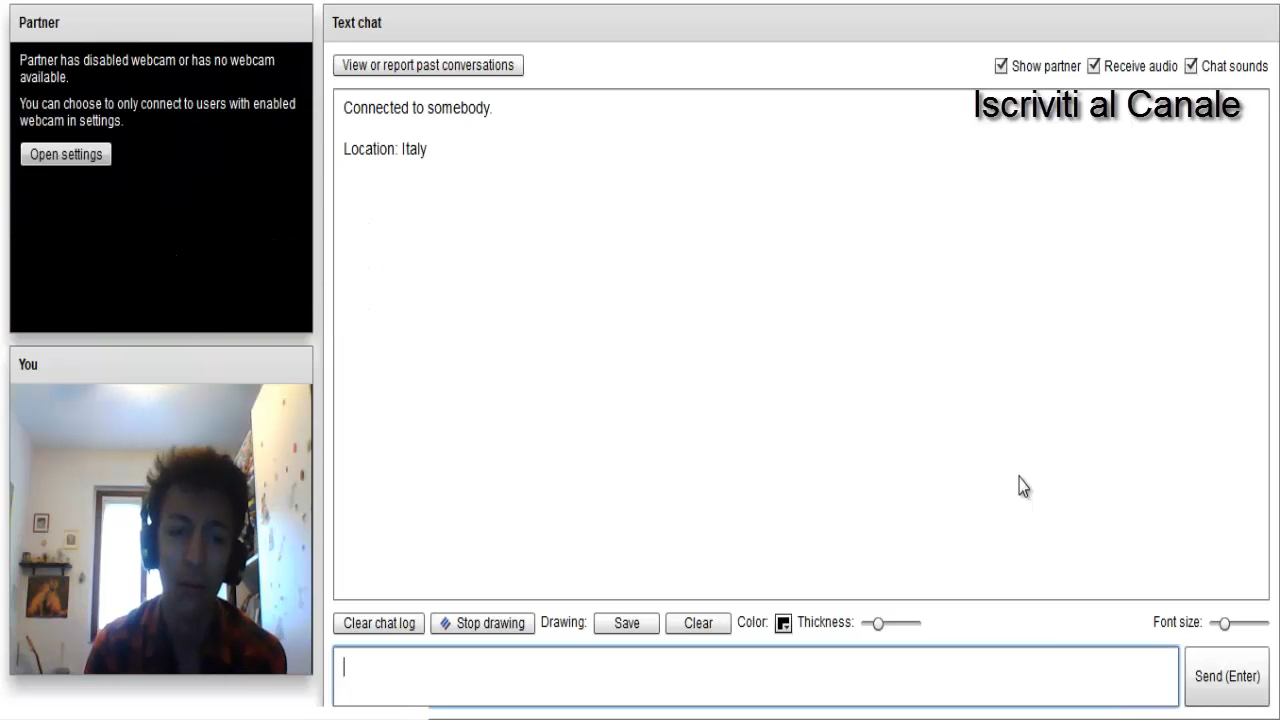 Partner
Partner has disabled webcam or has no webcam
available.
You can choose to only connect to users with enabled
webcam in settings.
Open settings
You
Text chat
View or report past conversations
Show partner
Receive audio
Chat sounds
Iscriviti al Canale
Connected to somebody.
Location: Italy
Clear chat log
Stop drawing
Drawing:
Save
Clear
Color:
Thickness:
Font size:
Send (Enter)